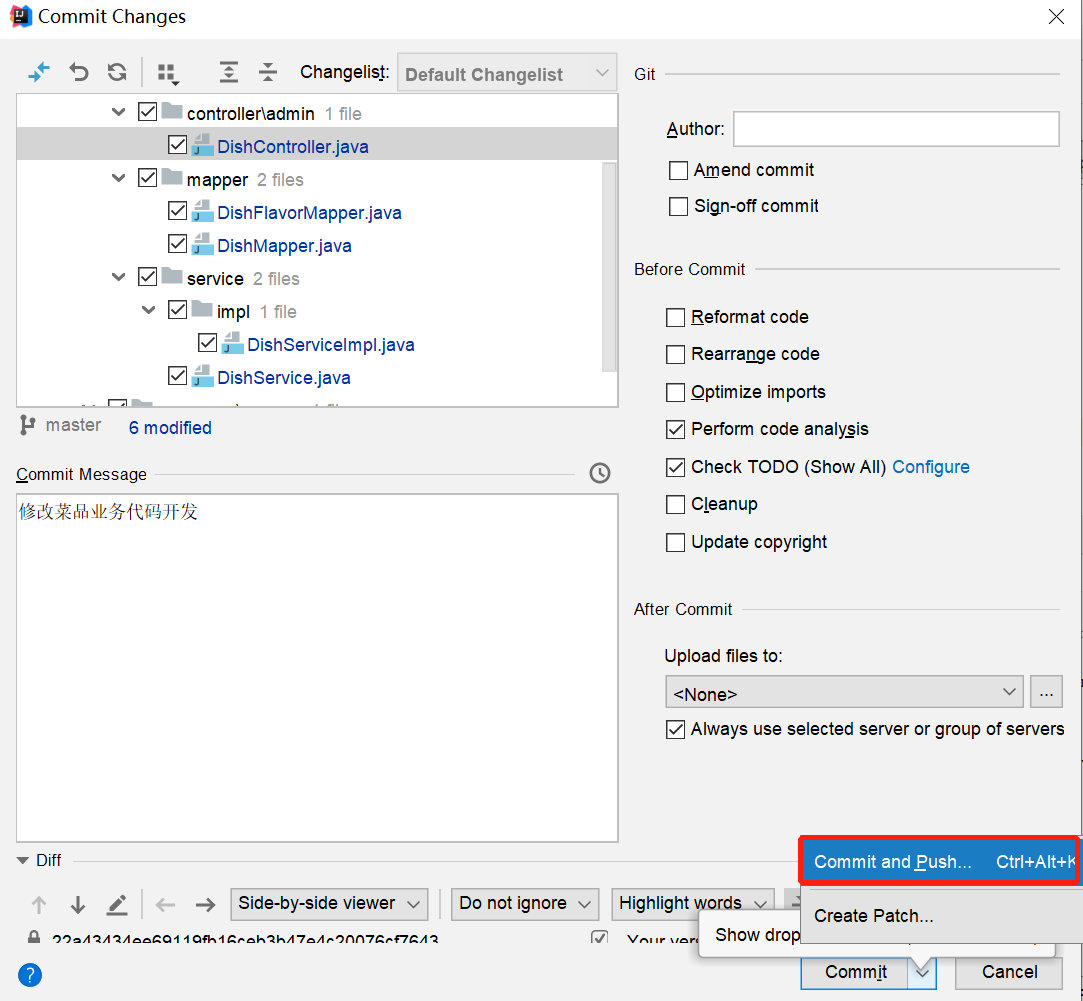 Commit Changes
Changelist: Default Changelist
controller\admin 1 file
DishController.java
mapper 2 files
DishFlavorMapper.java
DishMapper.java
service 2 files
impl 1 file
DishServiceImpl.java
DishService.java
master 6 modified
Commit Message
修改菜品业务代码开发
Git
Author:
Amend commit
Sign-off commit
Before Commit
Reformat code
Rearrange code
Optimize imports
Perform code analysis
Check TODO (Show All) Configure
Cleanup
Update copyright
After Commit
Upload files to:
<None> ...
Always use selected server or group of servers
Diff
Side-by-side viewer Do not ignore Highlight words
22a43434ee69119fb16ceb3b47e4c20076cf7643 Your vers
Commit and Push... Ctrl+Alt+K
Create Patch...
Show drop
? Commit Cancel